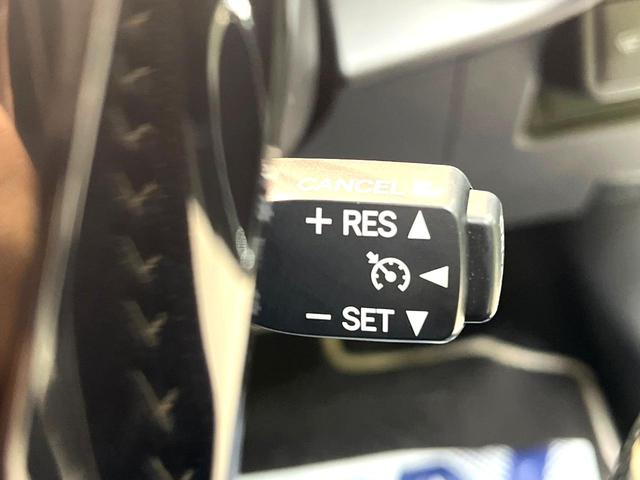 CANCEL
+ RES ▲
◀
− SET ▼